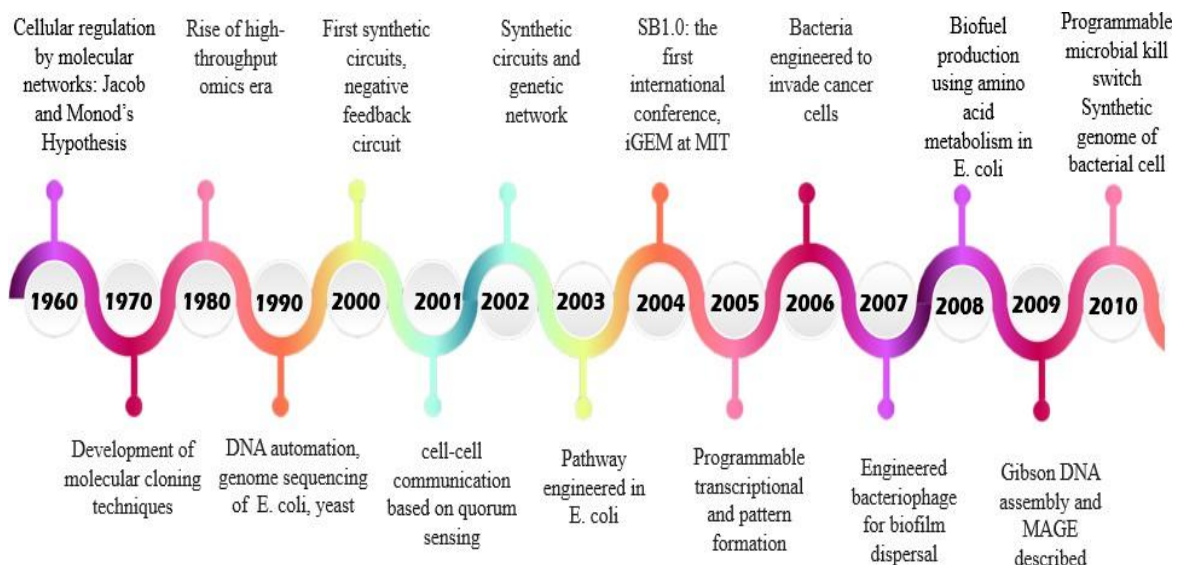 Cellular regulation
by molecular
networks: Jacob
and Monod's
Hypothesis
Rise of high-
throughput
omics era
First synthetic
circuits,
negative
feedback
circuit
Synthetic
circuits and
genetic
network
SB1.0: the
first
international
conference,
iGEM at MIT
Bacteria
engineered to
invade cancer
cells
Biofuel
production
using amino
acid
metabolism in
E. coli
Programmable
microbial kill
switch
Synthetic
genome of
bacterial cell
1960 1970 1980 1990 2000 2001 2002 2003 2004 2005 2006 2007 2008 2009 2010
Development of
molecular cloning
techniques
DNA automation,
genome sequencing
of E. coli, yeast
cell-cell
communication
based on quorum
sensing
Pathway
engineered in
E. coli
Programmable
transcriptional
and pattern
formation
Engineered
bacteriophage
for biofilm
dispersal
Gibson DNA
assembly and
MAGE
described